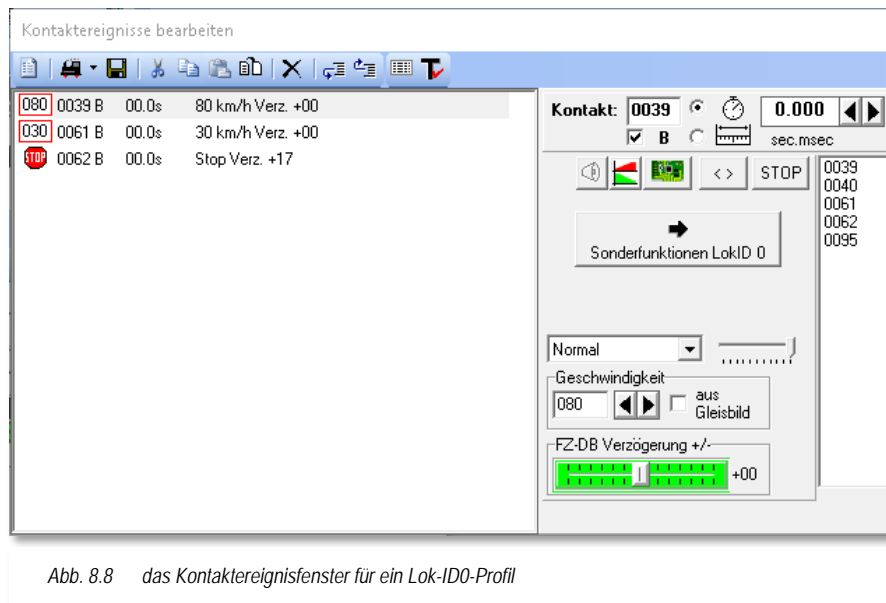 Kontaktereignisse bearbeiten
080 0039 B 00.0s 80 km/h Verz. +00
030 0061 B 00.0s 30 km/h Verz. +00
STOP 0062 B 00.0s Stop Verz. +17
Kontakt: 0039 0.000
B sec.msec
< > STOP
0039
0040
0061
0062
0095
Sonderfunktionen LokID 0
Normal
Geschwindigkeit
080 aus Gleisbild
FZ-DB Verzögerung +/-
+00
Abb. 8.8 das Kontaktereignisfenster für ein Lok-ID0-Profil